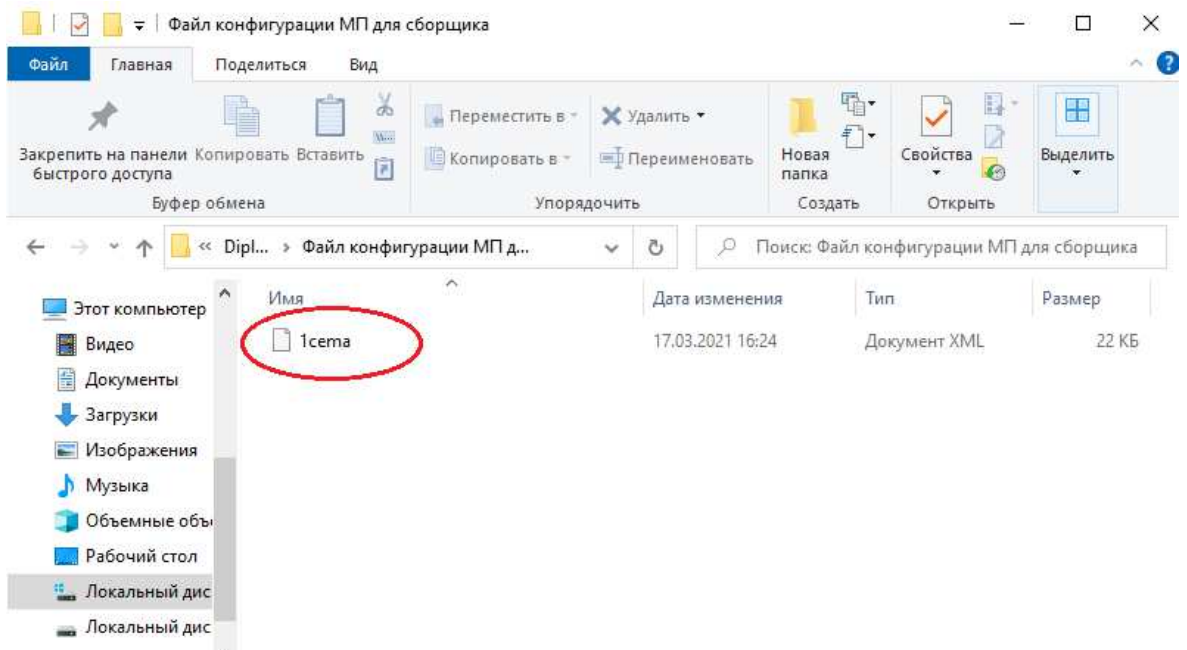 Файл конфигурации МП для сборщика
Файл Главная Поделиться Вид
Закрепить на панели быстрого доступа
Копировать
Вставить
Переместить в
Копировать в
Удалить
Переименовать
Новая папка
Свойства
Выделить
Буфер обмена Упорядочить Создать Открыть
« Dipl... › Файл конфигурации МП д...
Поиск: Файл конфигурации МП для сборщика
Этот компьютер
Видео
Документы
Загрузки
Изображения
Музыка
Объемные объ
Рабочий стол
Локальный дис
Локальный дис
Имя Дата изменения Тип Размер
1cema 17.03.2021 16:24 Документ XML 22 КБ